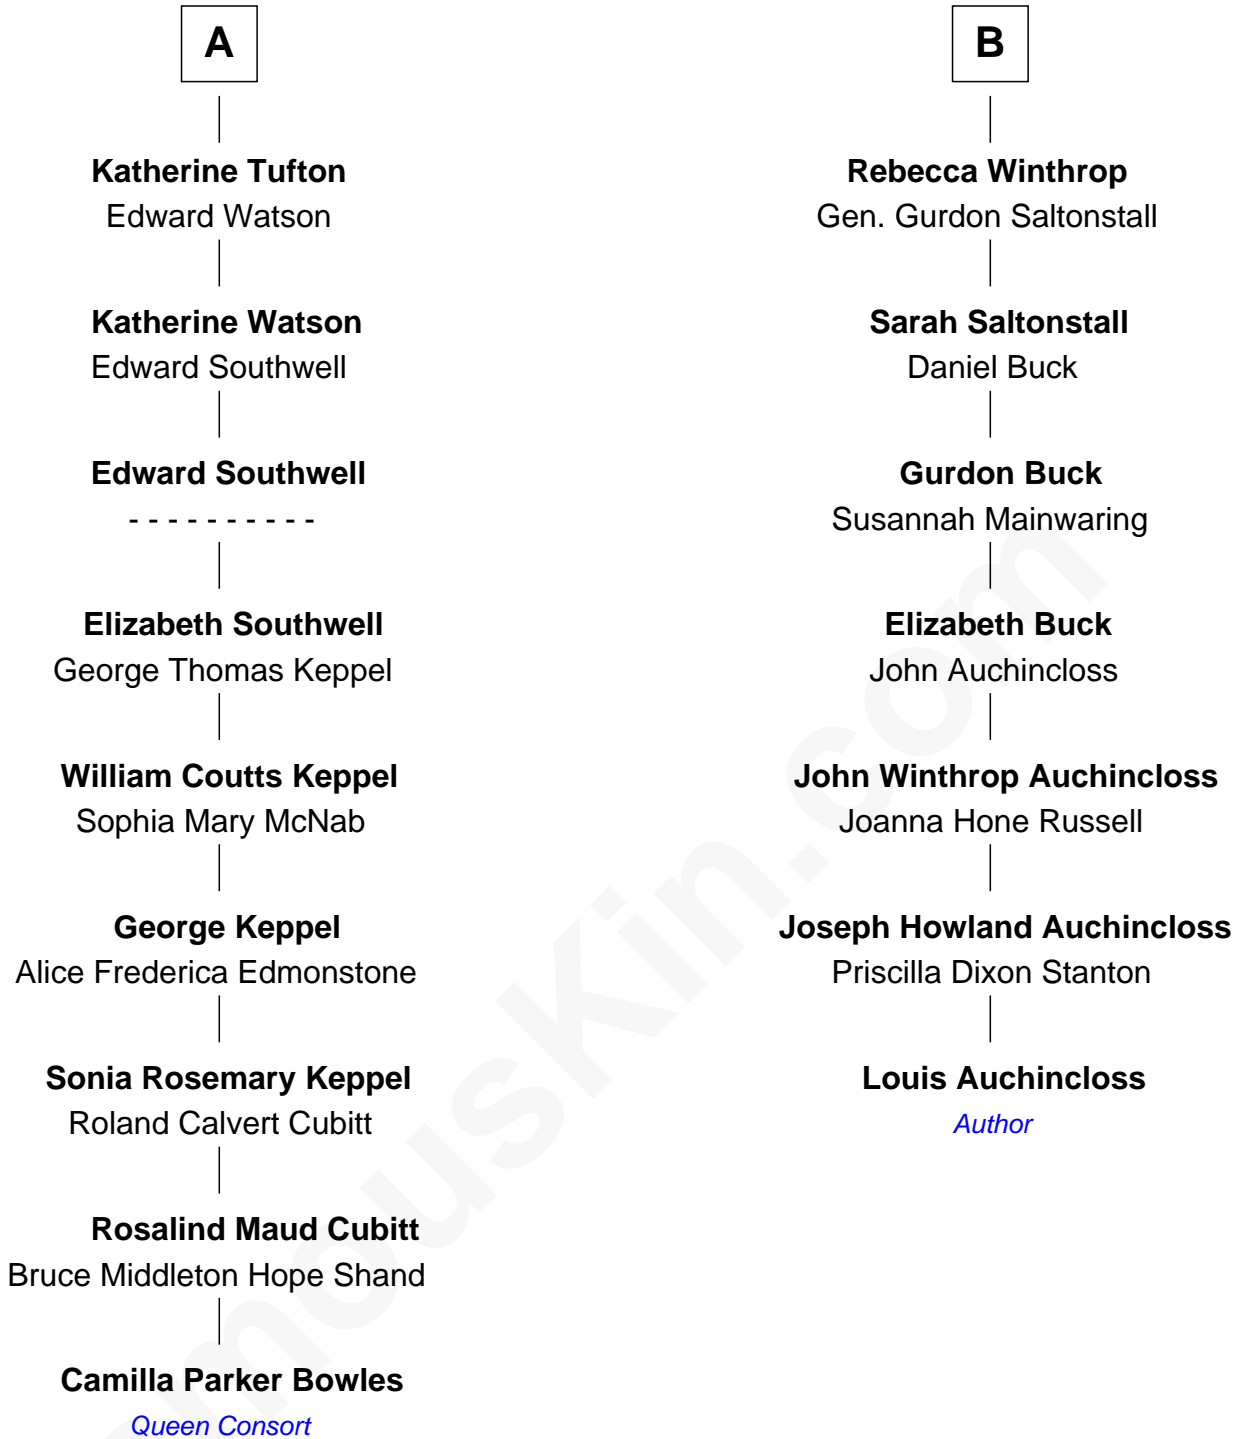 A
Katherine Tufton
Edward Watson
Katherine Watson
Edward Southwell
Edward Southwell
- - - - - - - - - -
Elizabeth Southwell
George Thomas Keppel
William Coutts Keppel
Sophia Mary McNab
George Keppel
Alice Frederica Edmonstone
Sonia Rosemary Keppel
Roland Calvert Cubitt
Rosalind Maud Cubitt
Bruce Middleton Hope Shand
Camilla Parker Bowles
Queen Consort
B
Rebecca Winthrop
Gen. Gurdon Saltonstall
Sarah Saltonstall
Daniel Buck
Gurdon Buck
Susannah Mainwaring
Elizabeth Buck
John Auchincloss
John Winthrop Auchincloss
Joanna Hone Russell
Joseph Howland Auchincloss
Priscilla Dixon Stanton
Louis Auchincloss
Author
omouskin.com